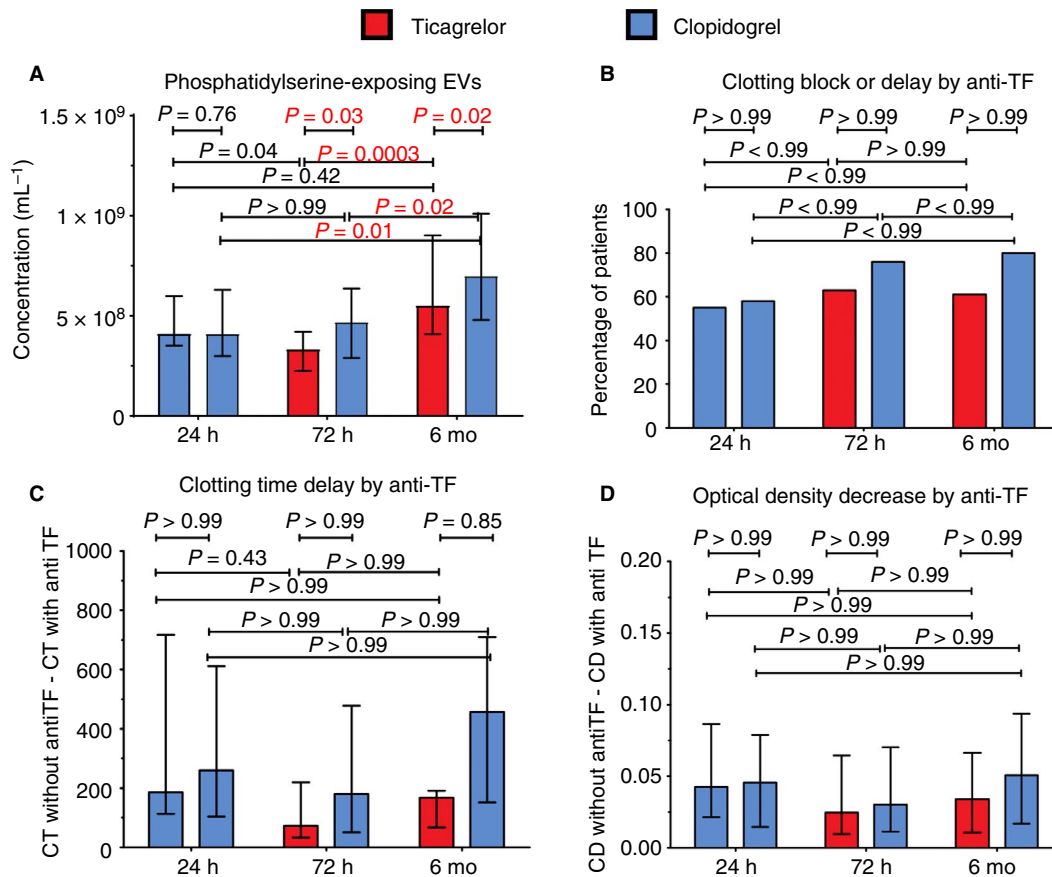 Ticagrelor
Clopidogrel
A
Phosphatidylserine-exposing EVs
P = 0.76
P = 0.03
P = 0.02
P = 0.04
P = 0.0003
P = 0.42
P > 0.99
P = 0.02
P = 0.01
Concentration (mL⁻¹)
1.5 × 10⁹
1 × 10⁹
5 × 10⁸
0
24 h
72 h
6 mo
B
Clotting block or delay by anti-TF
P > 0.99
P > 0.99
P > 0.99
P < 0.99
P > 0.99
P < 0.99
P < 0.99
P < 0.99
P < 0.99
Percentage of patients
100
80
60
40
20
0
24 h
72 h
6 mo
C
Clotting time delay by anti-TF
P > 0.99
P > 0.99
P = 0.85
P = 0.43
P > 0.99
P > 0.99
P > 0.99
P > 0.99
P > 0.99
CT without antiTF - CT with anti TF
1000
800
600
400
200
0
24 h
72 h
6 mo
D
Optical density decrease by anti-TF
P > 0.99
P > 0.99
P > 0.99
P > 0.99
P > 0.99
P > 0.99
P > 0.99
P > 0.99
P > 0.99
CD without antiTF - CD with anti TF
0.20
0.15
0.10
0.05
0.00
24 h
72 h
6 mo